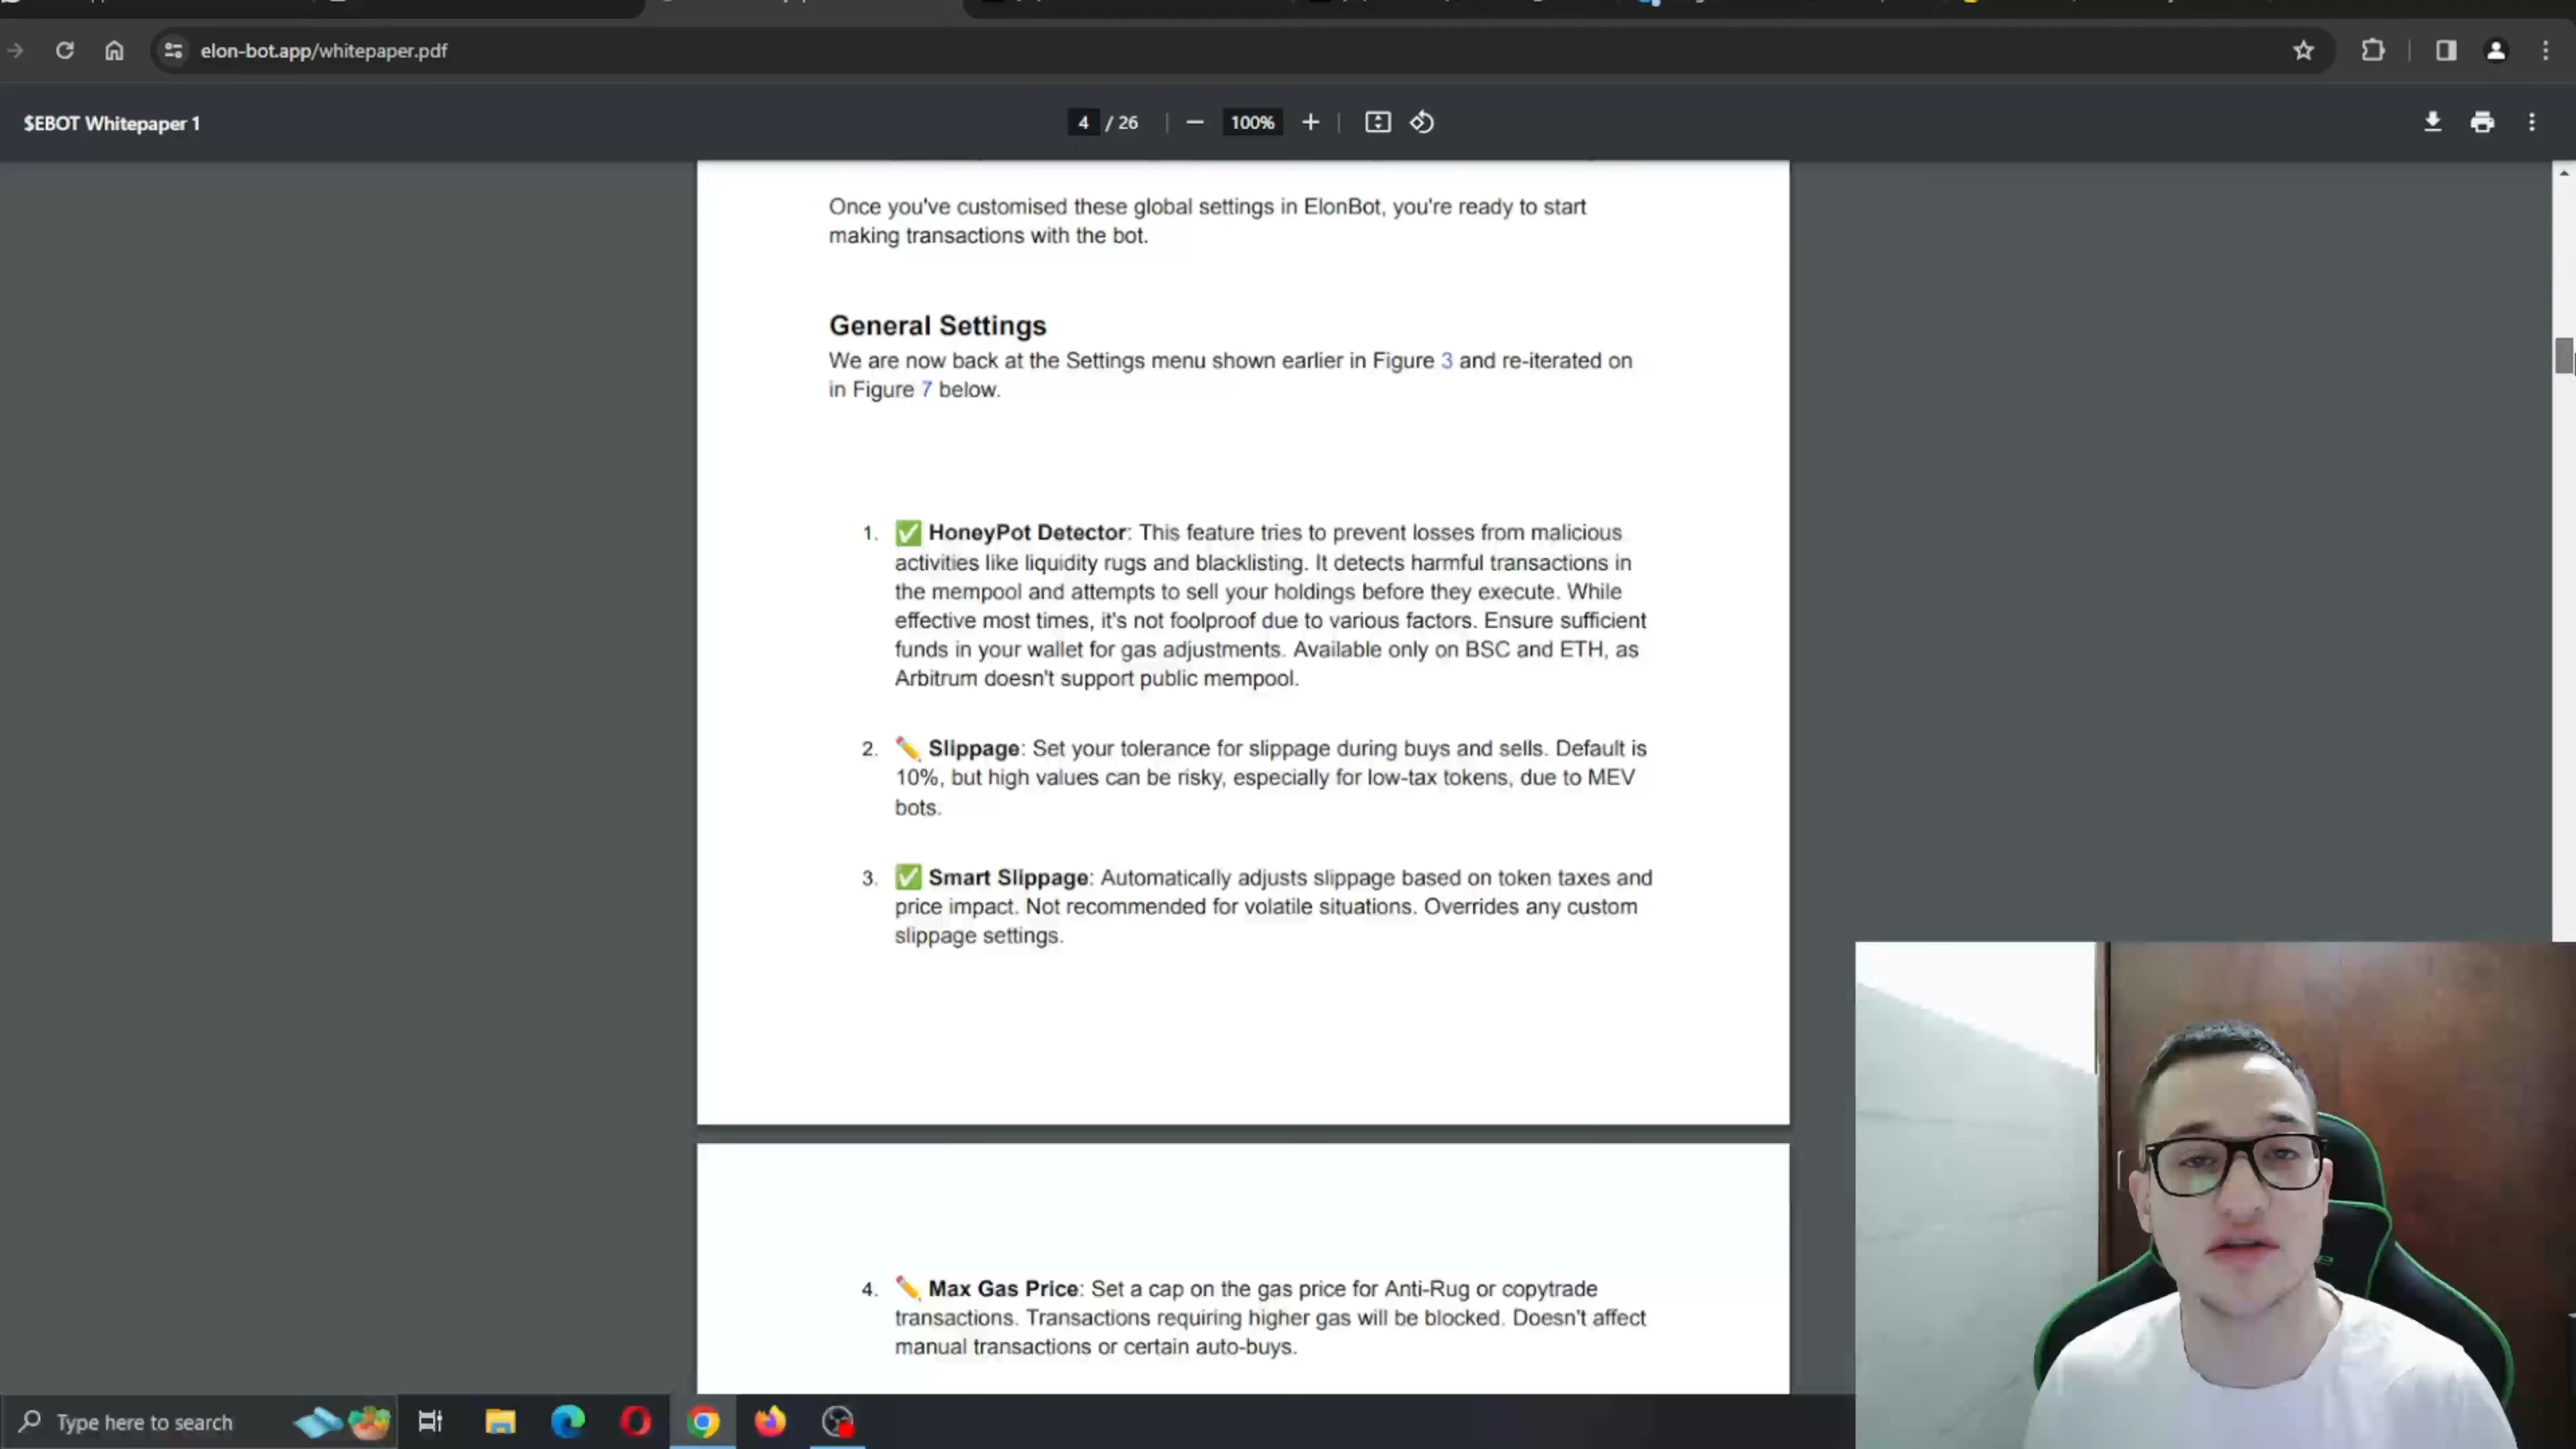 elon-bot.app/whitepaper.pdf
$EBOT Whitepaper 1
4 / 26
100%
Once you've customised these global settings in ElonBot, you're ready to start
making transactions with the bot.
General Settings
We are now back at the Settings menu shown earlier in Figure 3 and re-iterated on
in Figure 7 below.
1. ✅ HoneyPot Detector: This feature tries to prevent losses from malicious
activities like liquidity rugs and blacklisting. It detects harmful transactions in
the mempool and attempts to sell your holdings before they execute. While
effective most times, it's not foolproof due to various factors. Ensure sufficient
funds in your wallet for gas adjustments. Available only on BSC and ETH, as
Arbitrum doesn't support public mempool.
2. ✏️ Slippage: Set your tolerance for slippage during buys and sells. Default is
10%, but high values can be risky, especially for low-tax tokens, due to MEV
bots.
3. ✅ Smart Slippage: Automatically adjusts slippage based on token taxes and
price impact. Not recommended for volatile situations. Overrides any custom
slippage settings.
4. ✏️ Max Gas Price: Set a cap on the gas price for Anti-Rug or copytrade
transactions. Transactions requiring higher gas will be blocked. Doesn't affect
manual transactions or certain auto-buys.
Type here to search